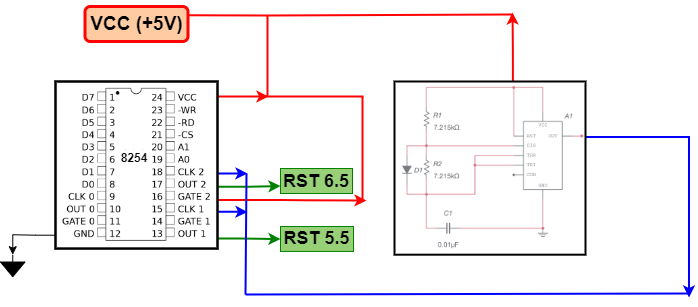 VCC (+5V)
D7 1 24 VCC
D6 2 23 -WR
D5 3 22 -RD
D4 4 21 -CS
D3 5 20 A1
D2 6 8254 19 A0
D1 7 18 CLK 2
D0 8 17 OUT 2
CLK 0 9 16 GATE 2
OUT 0 10 15 CLK 1
GATE 0 11 14 GATE 1
GND 12 13 OUT 1
RST 6.5
RST 5.5
R1
7.215kΩ
A1
VCC
RST OUT
DIS
THR
TRI
CON
GND
D1
R2
7.215kΩ
C1
0.01µF